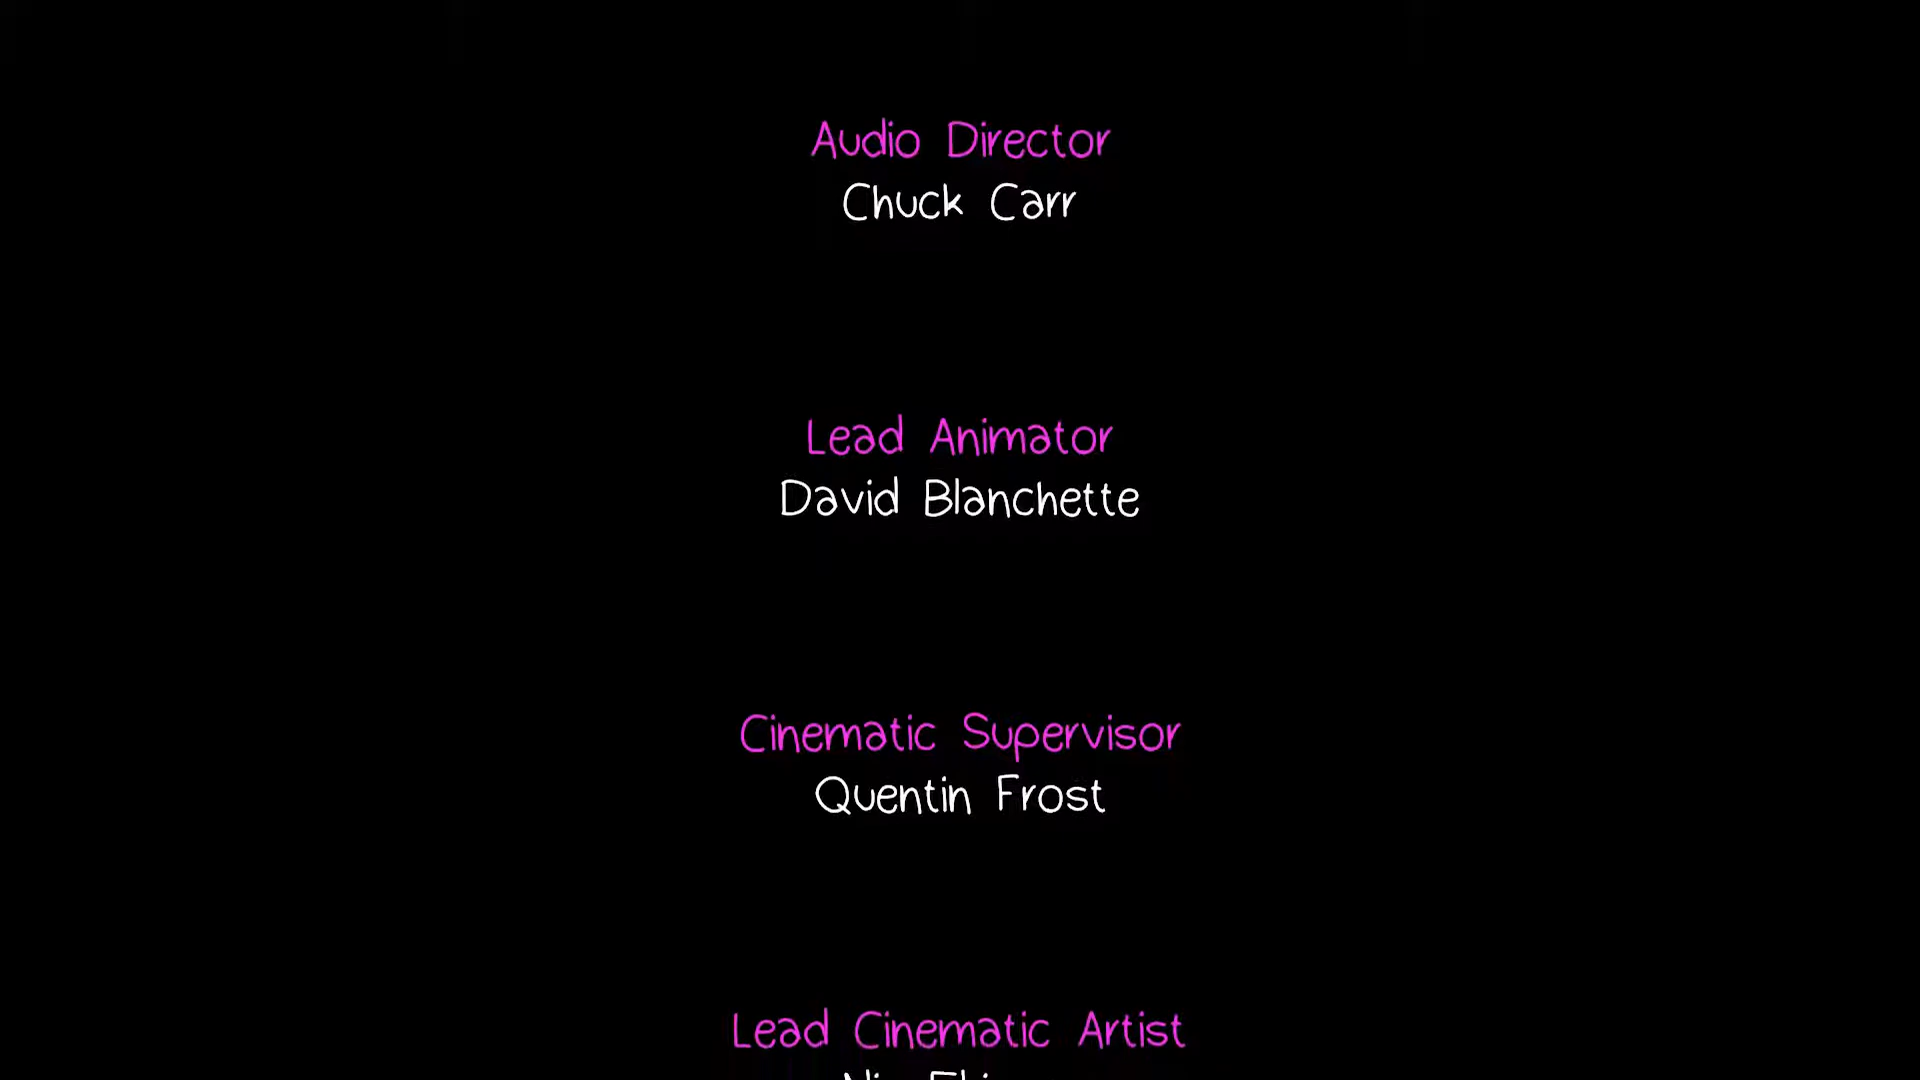 Audio Director
Chuck Carr
Lead Animator
David Blanchette
Cinematic Supervisor
Quentin Frost
Lead Cinematic Artist